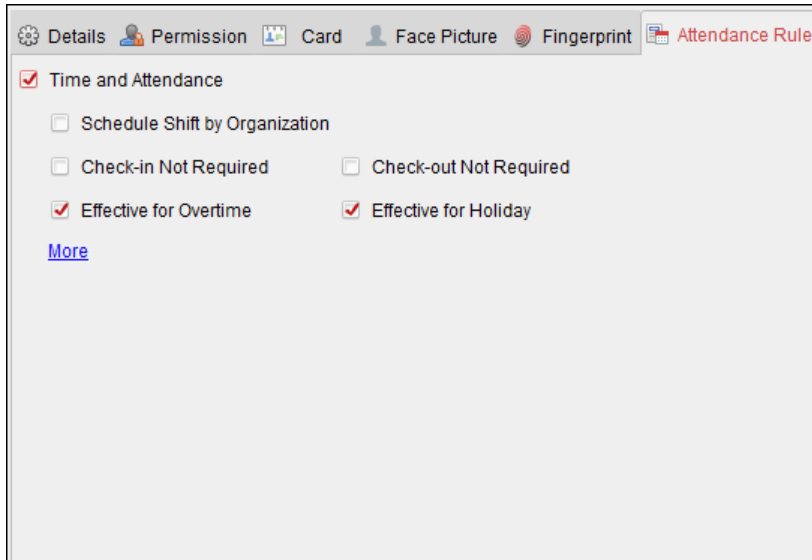 Details Permission Card Face Picture Fingerprint Attendance Rule
Time and Attendance
Schedule Shift by Organization
Check-in Not Required Check-out Not Required
Effective for Overtime Effective for Holiday
More